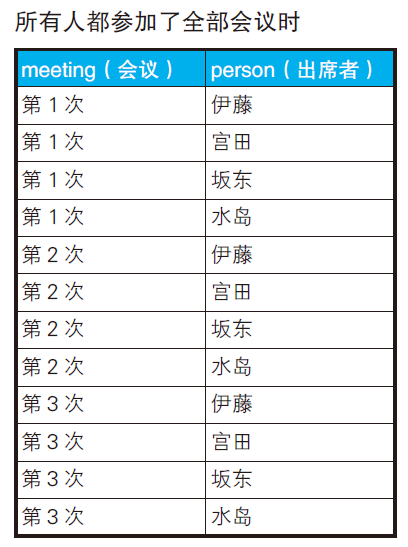 所有人都参加了全部会议时
meeting（会议） person（出席者）
第 1 次 伊藤
第 1 次 宫田
第 1 次 坂东
第 1 次 水岛
第 2 次 伊藤
第 2 次 宫田
第 2 次 坂东
第 2 次 水岛
第 3 次 伊藤
第 3 次 宫田
第 3 次 坂东
第 3 次 水岛